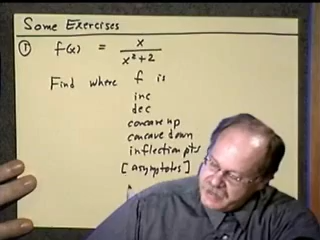 Some Exercises
① f(x) = x / x² + 2
Find where f is
inc
dec
concave up
concave down
inflection pts
[asymptotes]